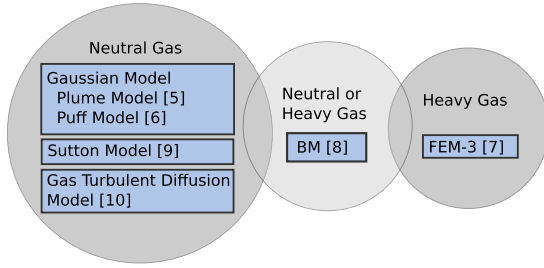 Neutral Gas
Gaussian Model
Plume Model [5]
Puff Model [6]
Sutton Model [9]
Gas Turbulent Diffusion
Model [10]
Neutral or
Heavy Gas
BM [8]
Heavy Gas
FEM-3 [7]